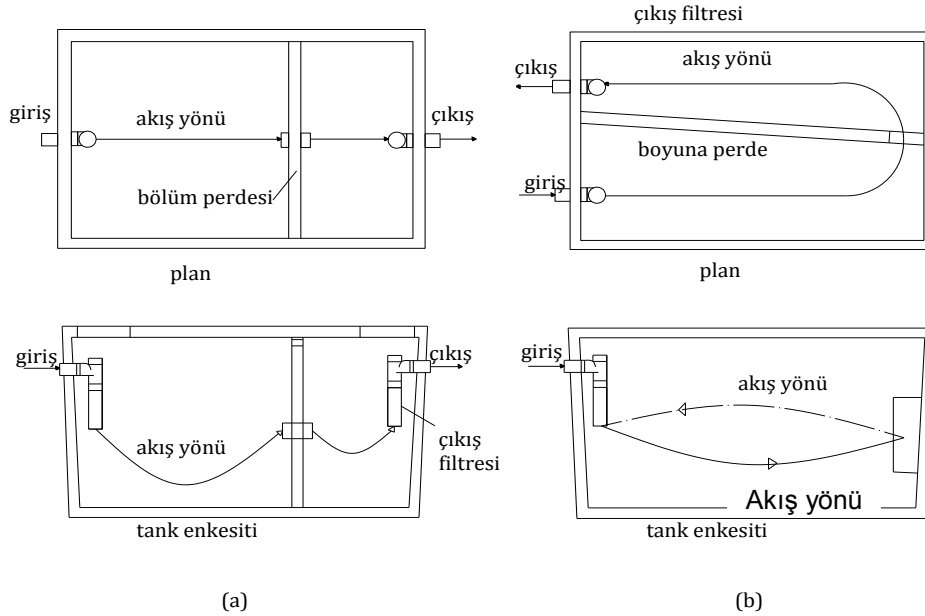 giriş
akış yönü
çıkış
bölüm perdesi
plan
giriş
akış yönü
çıkış
çıkış
filtresi
tank enkesiti
(a)
çıkış filtresi
çıkış
akış yönü
boyuna perde
giriş
plan
giriş
akış yönü
Akış yönü
tank enkesiti
(b)